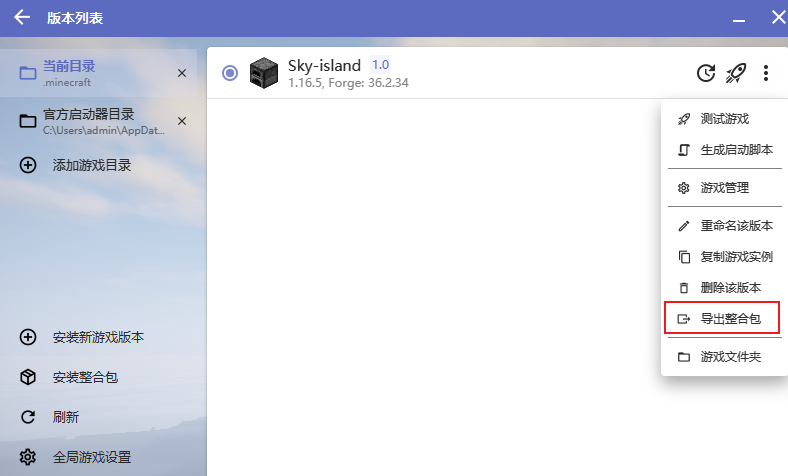 版本列表
当前目录
.minecraft
官方启动器目录
C:\Users\admin\AppDat...
添加游戏目录
安装新游戏版本
安装整合包
刷新
全局游戏设置
Sky-island 1.0
1.16.5, Forge: 36.2.34
测试游戏
生成启动脚本
游戏管理
重命名该版本
复制游戏实例
删除该版本
导出整合包
游戏文件夹